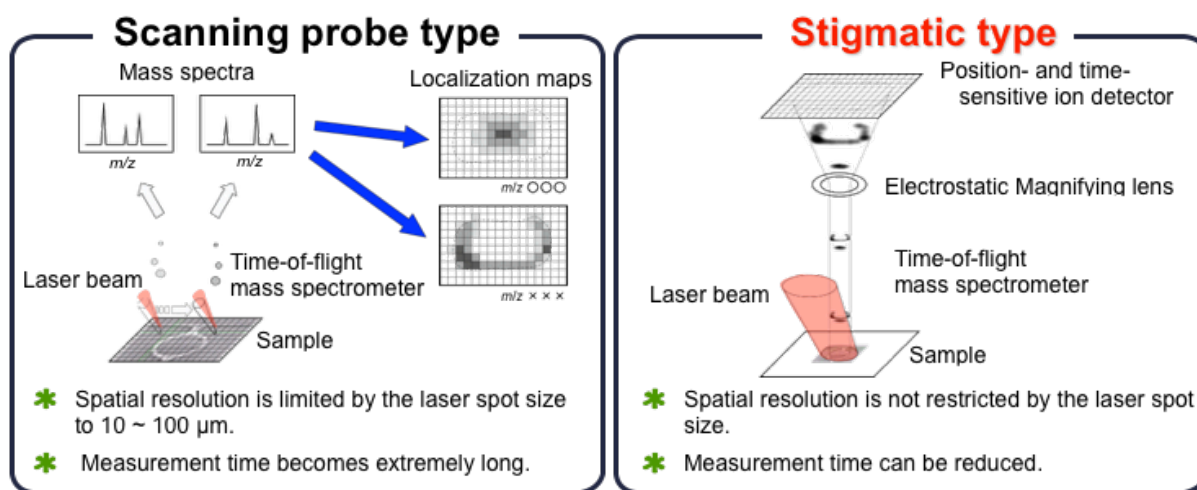 Scanning probe type
Mass spectra
Localization maps
m/z
m/z
m/z ○○○
m/z × × ×
Laser beam
Time-of-flight
mass spectrometer
Sample
✱ Spatial resolution is limited by the laser spot size
to 10 ~ 100 μm.
✱ Measurement time becomes extremely long.
Stigmatic type
Position- and time-
sensitive ion detector
Electrostatic Magnifying lens
Time-of-flight
mass spectrometer
Laser beam
Sample
✱ Spatial resolution is not restricted by the laser spot
size.
✱ Measurement time can be reduced.